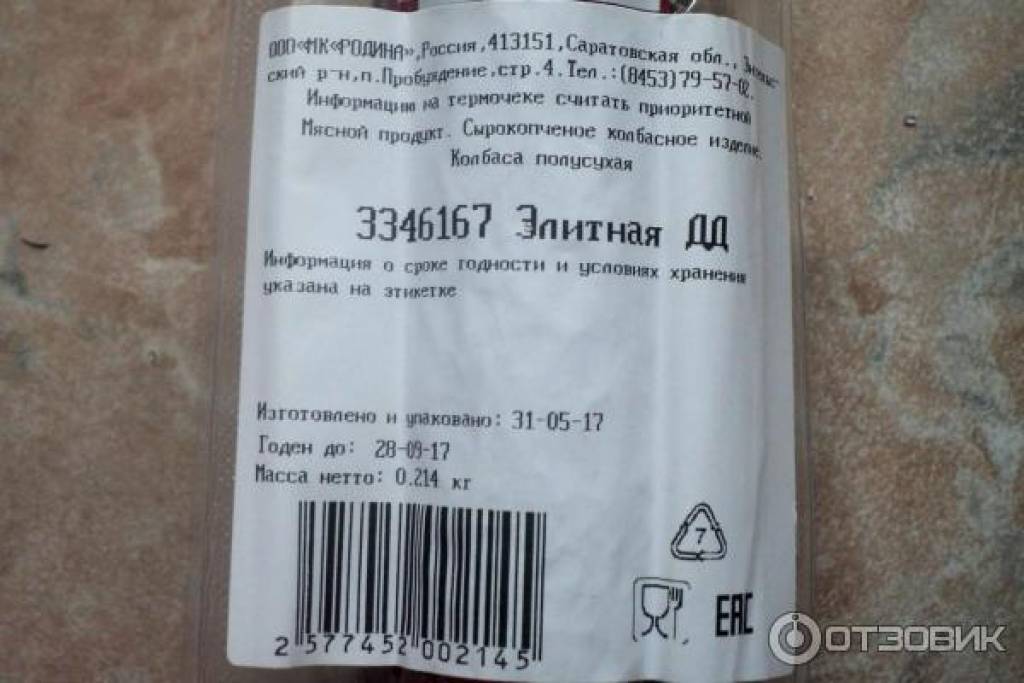 ООО«МК«РОДИНА»,Россия,413151,Саратовская обл., Энгельс-
ский р-н,п.Пробуждение,стр.4.Тел.:(8453)79-57-02.
Информацию на термочеке считать приоритетной
Мясной продукт. Сырокопченое колбасное изделие.
Колбаса полусухая
3346167 Элитная ДД
Информация о сроке годности и условиях хранения
указана на этикетке
Изготовлено и упаковано: 31-05-17
Годен до: 28-09-17
Масса нетто: 0.214 кг
7
EAC
2 577452 002145
ОТЗОВИК